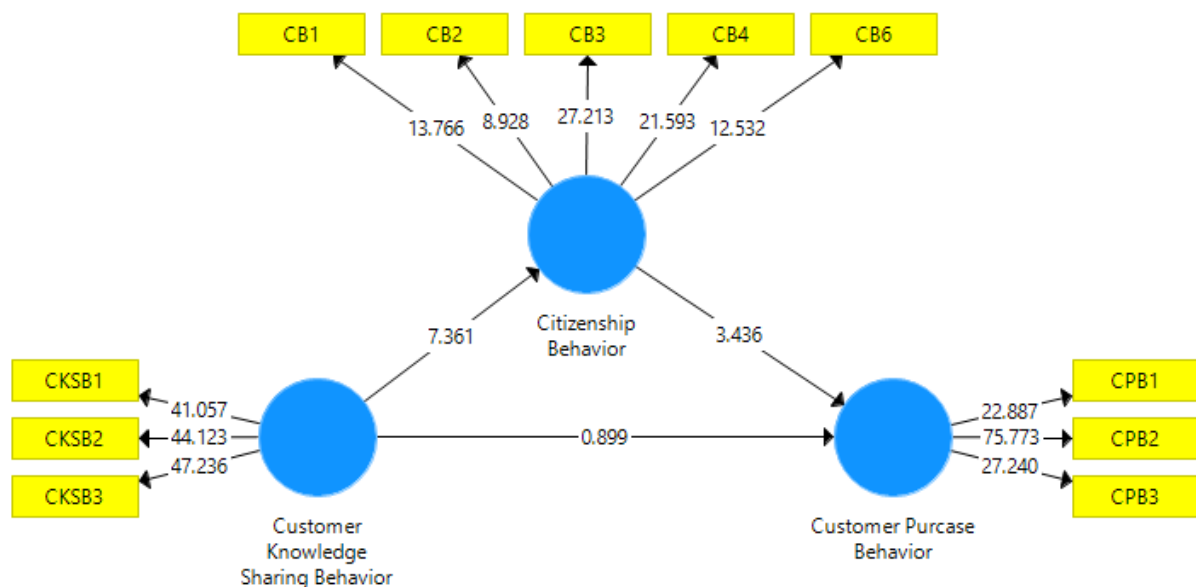 CB1 CB2 CB3 CB4 CB6
13.766 8.928 27.213 21.593 12.532
Citizenship
Behavior
7.361 3.436
CKSB1
CKSB2
CKSB3
41.057
44.123
47.236
0.899
22.887
75.773
27.240
CPB1
CPB2
CPB3
Customer
Knowledge
Sharing Behavior
Customer Purcase
Behavior